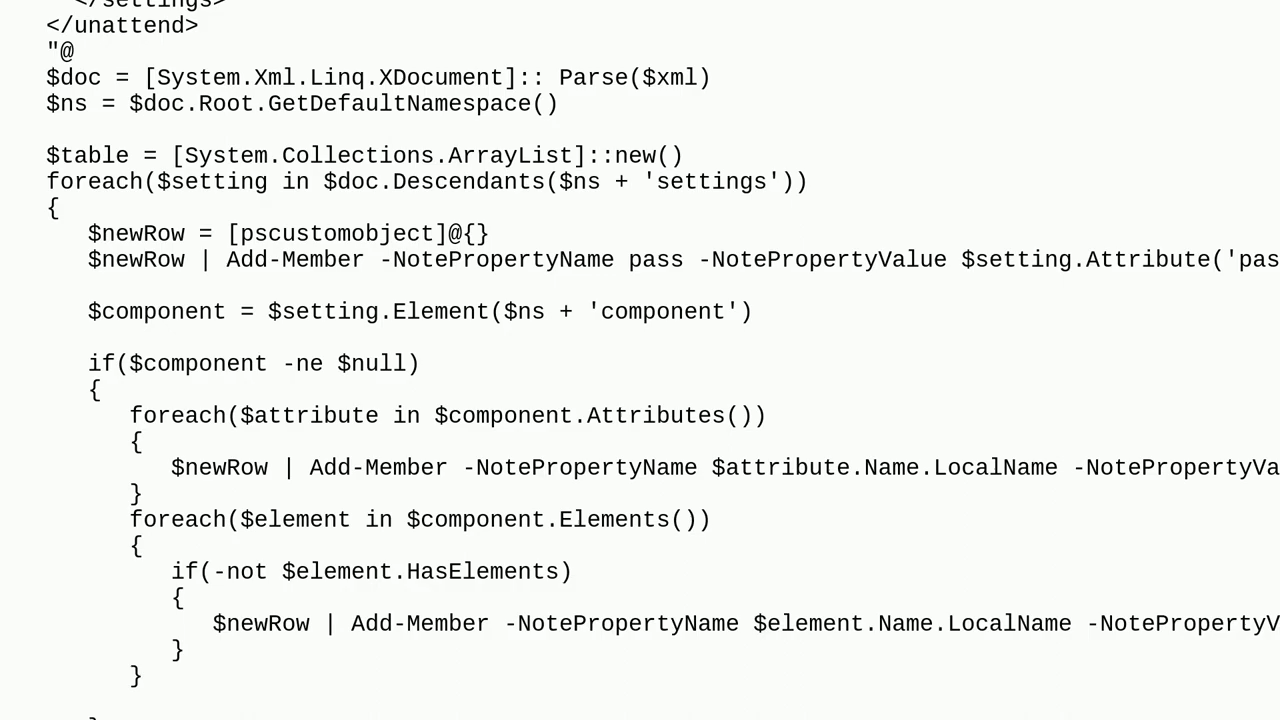 </settings>
</unattend>
"@
$doc = [System.Xml.Linq.XDocument]:: Parse($xml)
$ns = $doc.Root.GetDefaultNamespace()
$table = [System.Collections.ArrayList]::new()
foreach($setting in $doc.Descendants($ns + 'settings'))
{
$newRow = [pscustomobject]@{}
$newRow | Add-Member -NotePropertyName pass -NotePropertyValue $setting.Attribute('pas
$component = $setting.Element($ns + 'component')
if($component -ne $null)
{
foreach($attribute in $component.Attributes())
{
$newRow | Add-Member -NotePropertyName $attribute.Name.LocalName -NotePropertyVa
}
foreach($element in $component.Elements())
{
if(-not $element.HasElements)
{
$newRow | Add-Member -NotePropertyName $element.Name.LocalName -NotePropertyV
}
}
}